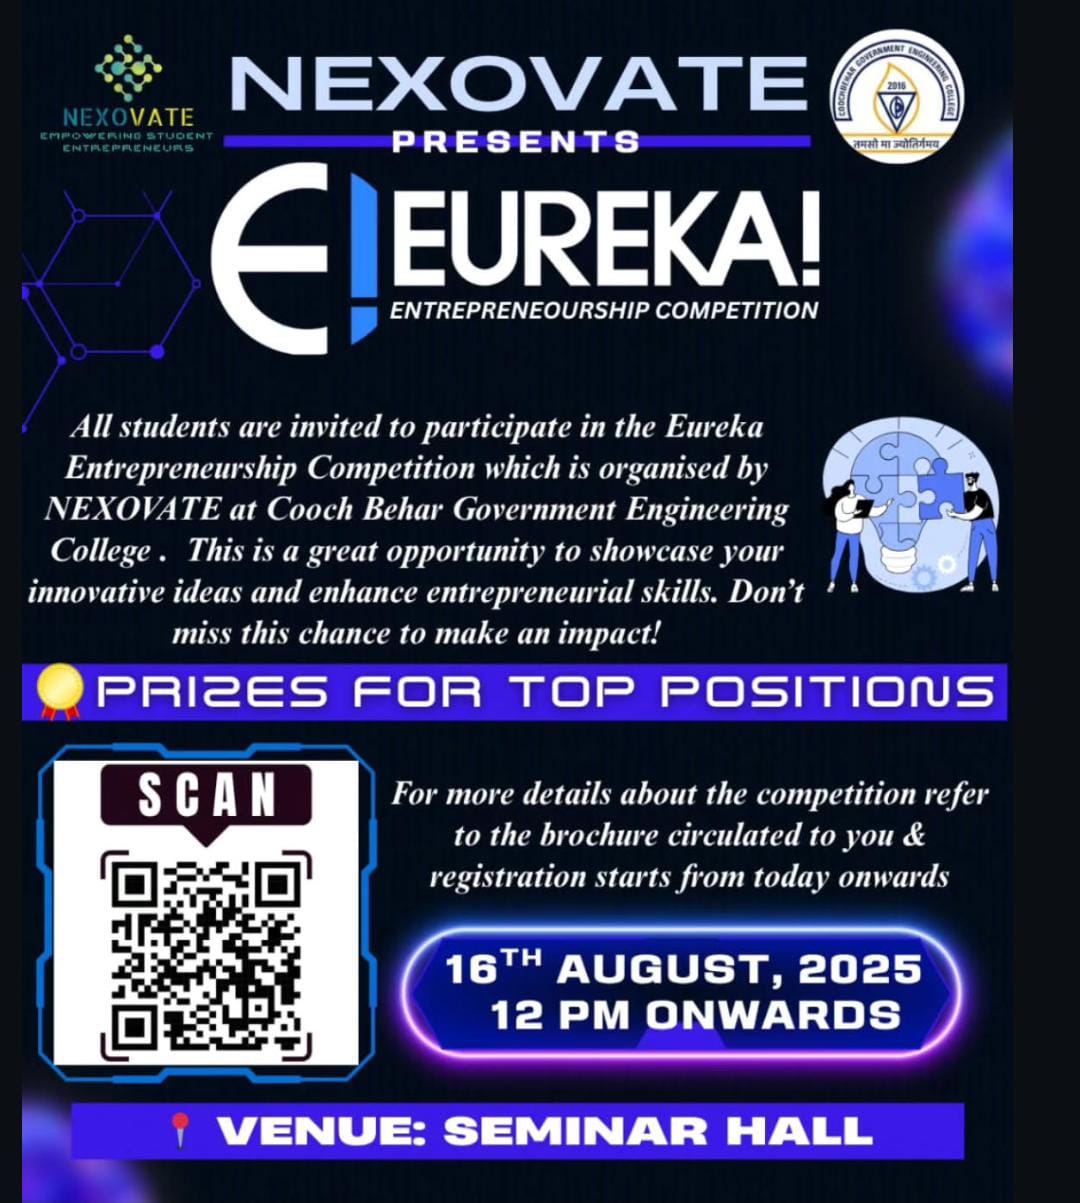 NEXOVATE
EMPOWERING STUDENT
ENTREPRENEURS
NEXOVATE
PRESENTS
COOCHBEHAR GOVERNMENT ENGINEERING COLLEGE
2016
तमसो मा ज्योतिर्गमय
E!
EUREKA!
ENTREPRENEOURSHIP COMPETITION
All students are invited to participate in the Eureka
Entrepreneurship Competition which is organised by
NEXOVATE at Cooch Behar Government Engineering
College . This is a great opportunity to showcase your
innovative ideas and enhance entrepreneurial skills. Don't
miss this chance to make an impact!
PRIZES FOR TOP POSITIONS
SCAN
For more details about the competition refer
to the brochure circulated to you &
registration starts from today onwards
16TH AUGUST, 2025
12 PM ONWARDS
VENUE: SEMINAR HALL